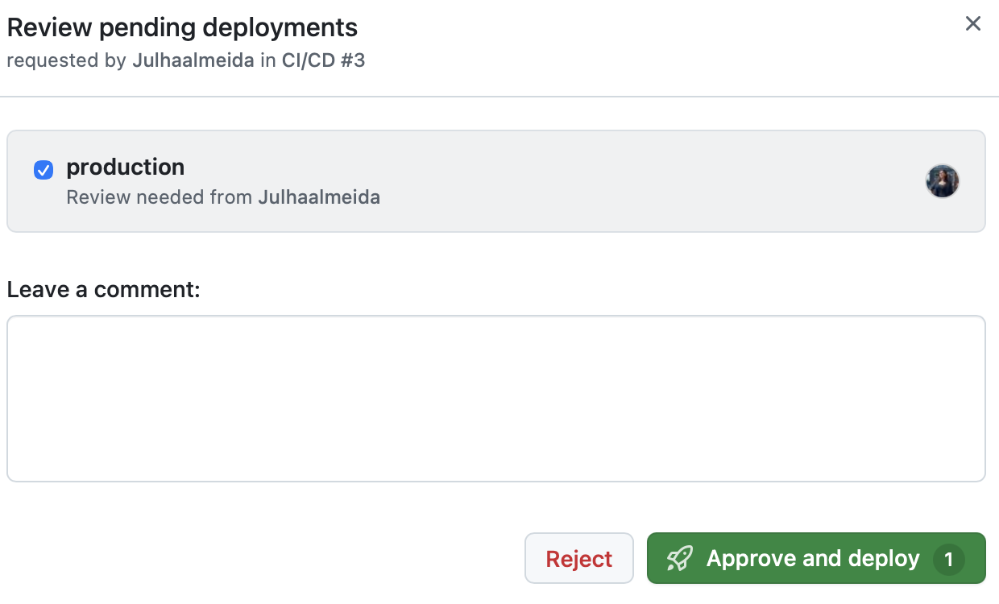 Review pending deployments
requested by Julhaalmeida in CI/CD #3
production
Review needed from Julhaalmeida
Leave a comment:
Reject
Approve and deploy 1